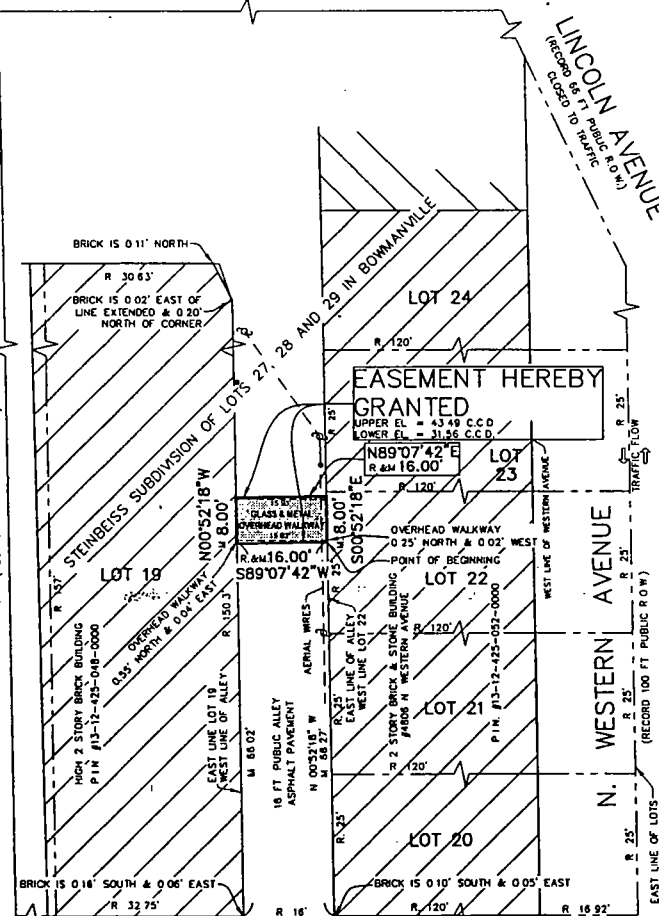 LINCOLN AVENUE
(RECORD 66 FT PUBLIC R.O.W.)
CLOSED TO TRAFFIC
BRICK IS 0.11' NORTH
R 30.63'
BRICK IS 0.02' EAST OF
LINE EXTENDED & 0.20'
NORTH OF CORNER
STEINBEISS SUBDIVISION OF LOTS 27, 28 AND 29 IN BOWMANVILLE
LOT 24
R. 120'
R 25'
EASEMENT HEREBY
GRANTED
UPPER EL = 43.49 C.C.D.
LOWER EL = 31.56 C.C.D.
R 25'
TRAFFIC FLOW
N89°07'42"E
R &M 16.00'
LOT
23
R. 120'
WEST LINE OF WESTERN AVENUE
N00°52'18"W
M 8.00'
GLASS & METAL
OVERHEAD WALKWAY
M 8.00'
S00°52'18"E
R.&M16.00'
S89°07'42"W
OVERHEAD WALKWAY
0.25' NORTH & 0.02' WEST
POINT OF BEGINNING
LOT 19
OVERHEAD WALKWAY
0.55' NORTH & 0.04' EAST
R 25'
LOT 22
R 25'
R 157'
R 150.3'
AERIAL WIRES
EAST LINE OF ALLEY
WEST LINE LOT 22
R. 120'
HIGH 2 STORY BRICK BUILDING
PIN #13-12-425-048-0000
EAST LINE LOT 19
WEST LINE OF ALLEY
M 66.02'
16 FT PUBLIC ALLEY
ASPHALT PAVEMENT
N 00°52'18" W
M 66.27'
R. 25'
2 STORY BRICK & STONE BUILDING
#4806 N WESTERN AVENUE
LOT 21
P.I.N. #13-12-425-052-0000
N. WESTERN AVENUE
(RECORD 100 FT PUBLIC R O W.)
R 25'
R 120'
R. 25'
LOT 20
R 25'
EAST LINE OF LOTS
BRICK IS 0.16' SOUTH & 0.06' EAST
BRICK IS 0.10' SOUTH & 0.05' EAST
R 32.75'
R 16'
R. 120'
R 16.92'